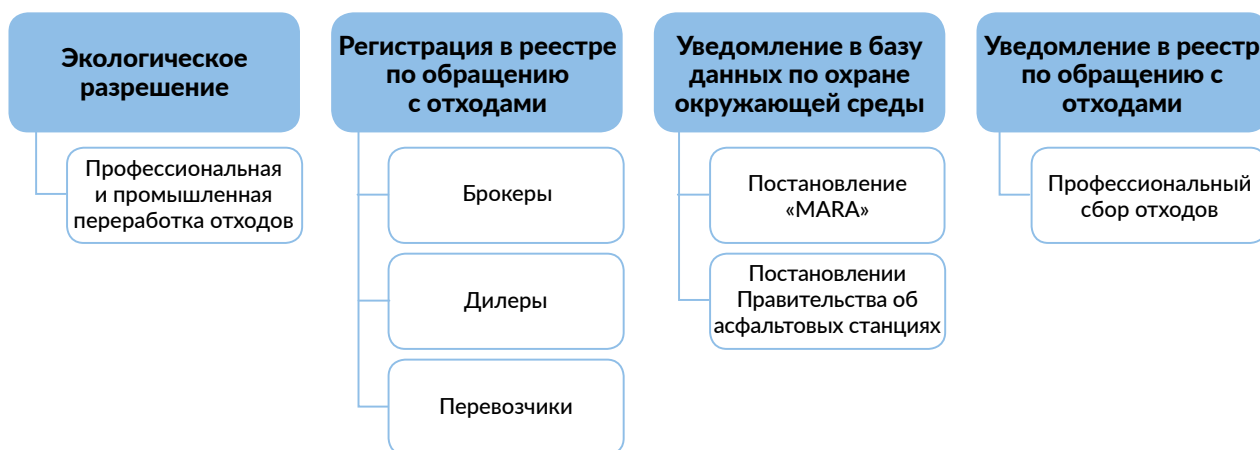 Экологическое
разрешение
Профессиональная
и промышленная
переработка отходов
Регистрация в реестре
по обращению
с отходами
Брокеры
Дилеры
Перевозчики
Уведомление в базу
данных по охране
окружающей среды
Постановление
«MARA»
Постановлении
Правительства об
асфальтовых станциях
Уведомление в реестр
по обращению с
отходами
Профессиональный
сбор отходов